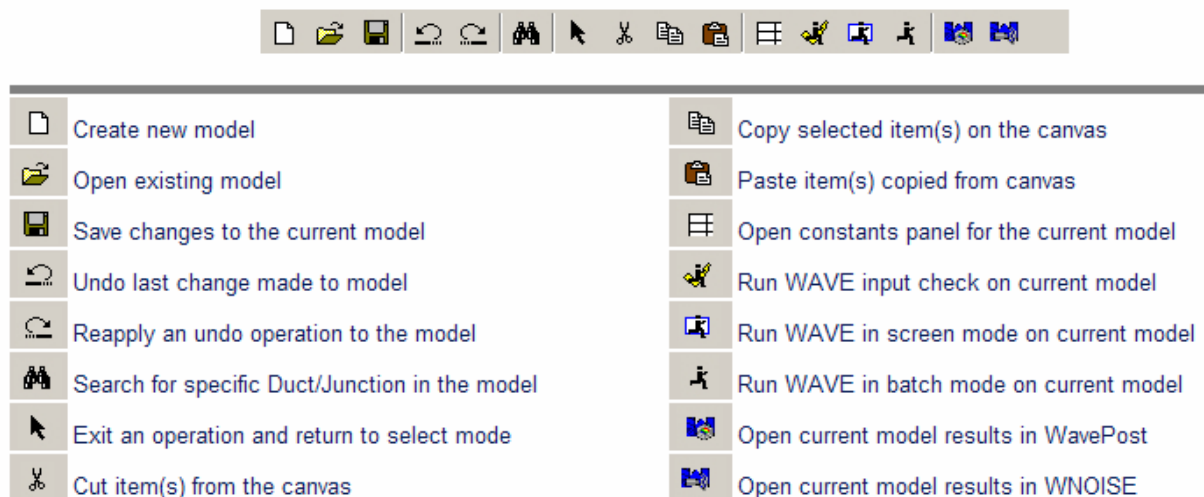 Create new model
Open existing model
Save changes to the current model
Undo last change made to model
Reapply an undo operation to the model
Search for specific Duct/Junction in the model
Exit an operation and return to select mode
Cut item(s) from the canvas
Copy selected item(s) on the canvas
Paste item(s) copied from canvas
Open constants panel for the current model
Run WAVE input check on current model
Run WAVE in screen mode on current model
Run WAVE in batch mode on current model
Open current model results in WavePost
Open current model results in WNOISE